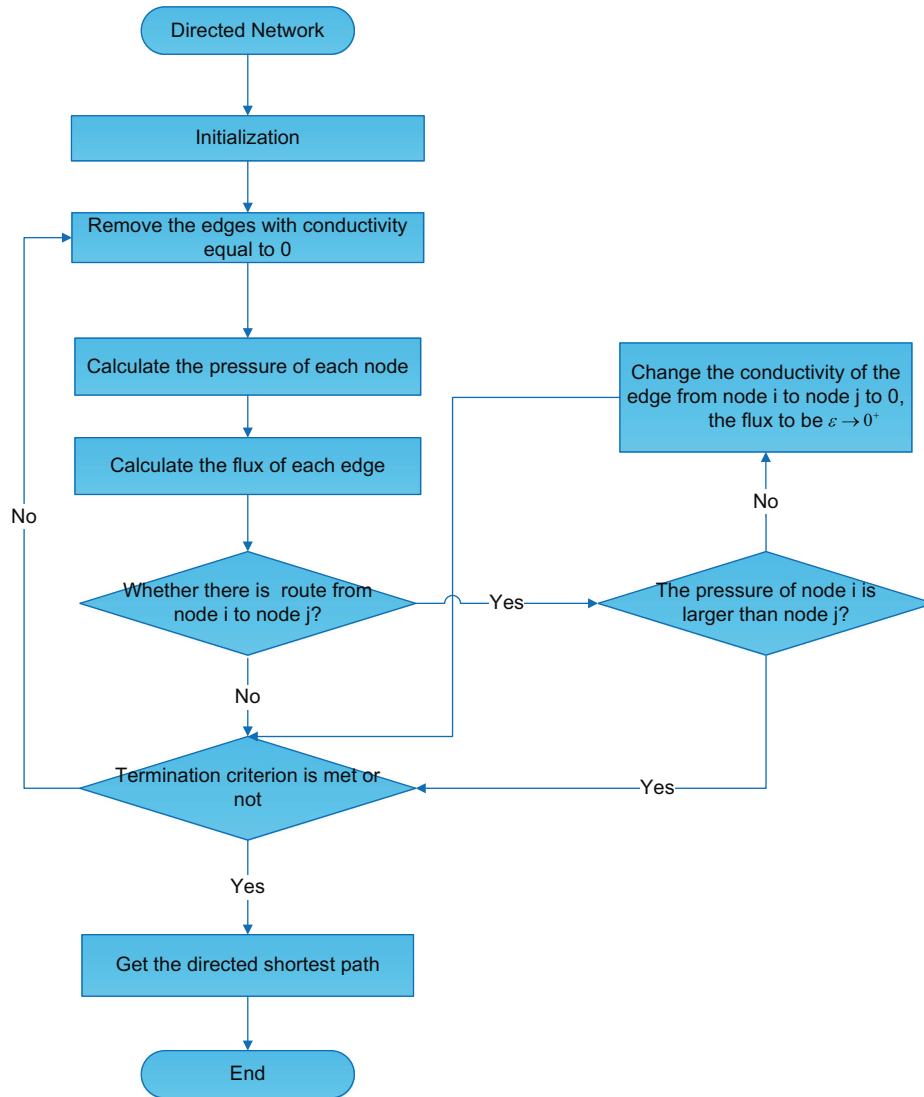 Directed Network
Initialization
Remove the edges with conductivity
equal to 0
Calculate the pressure of each node
Change the conductivity of the
edge from node i to node j to 0,
the flux to be ε → 0⁺
Calculate the flux of each edge
No
No
Whether there is route from
node i to node j?
Yes
The pressure of node i is
larger than node j?
No
Termination criterion is met or
not
Yes
Yes
Get the directed shortest path
End